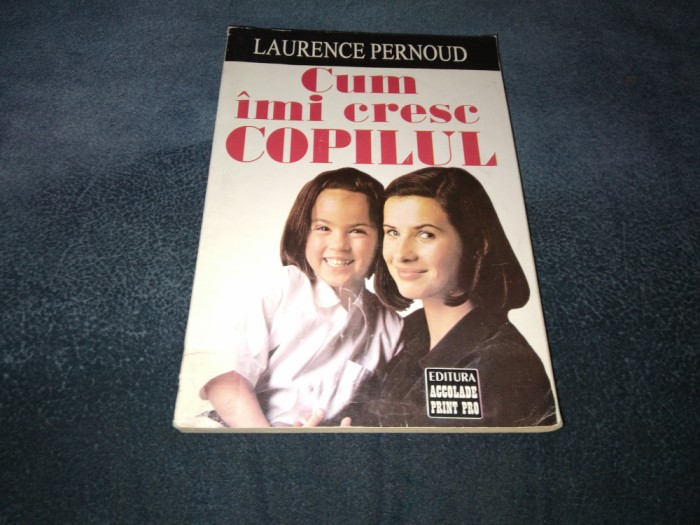 LAURENCE PERNOUD
Cum
îmi cresc
COPILUL
EDITURA
ACCOLADE
PRINT PRO